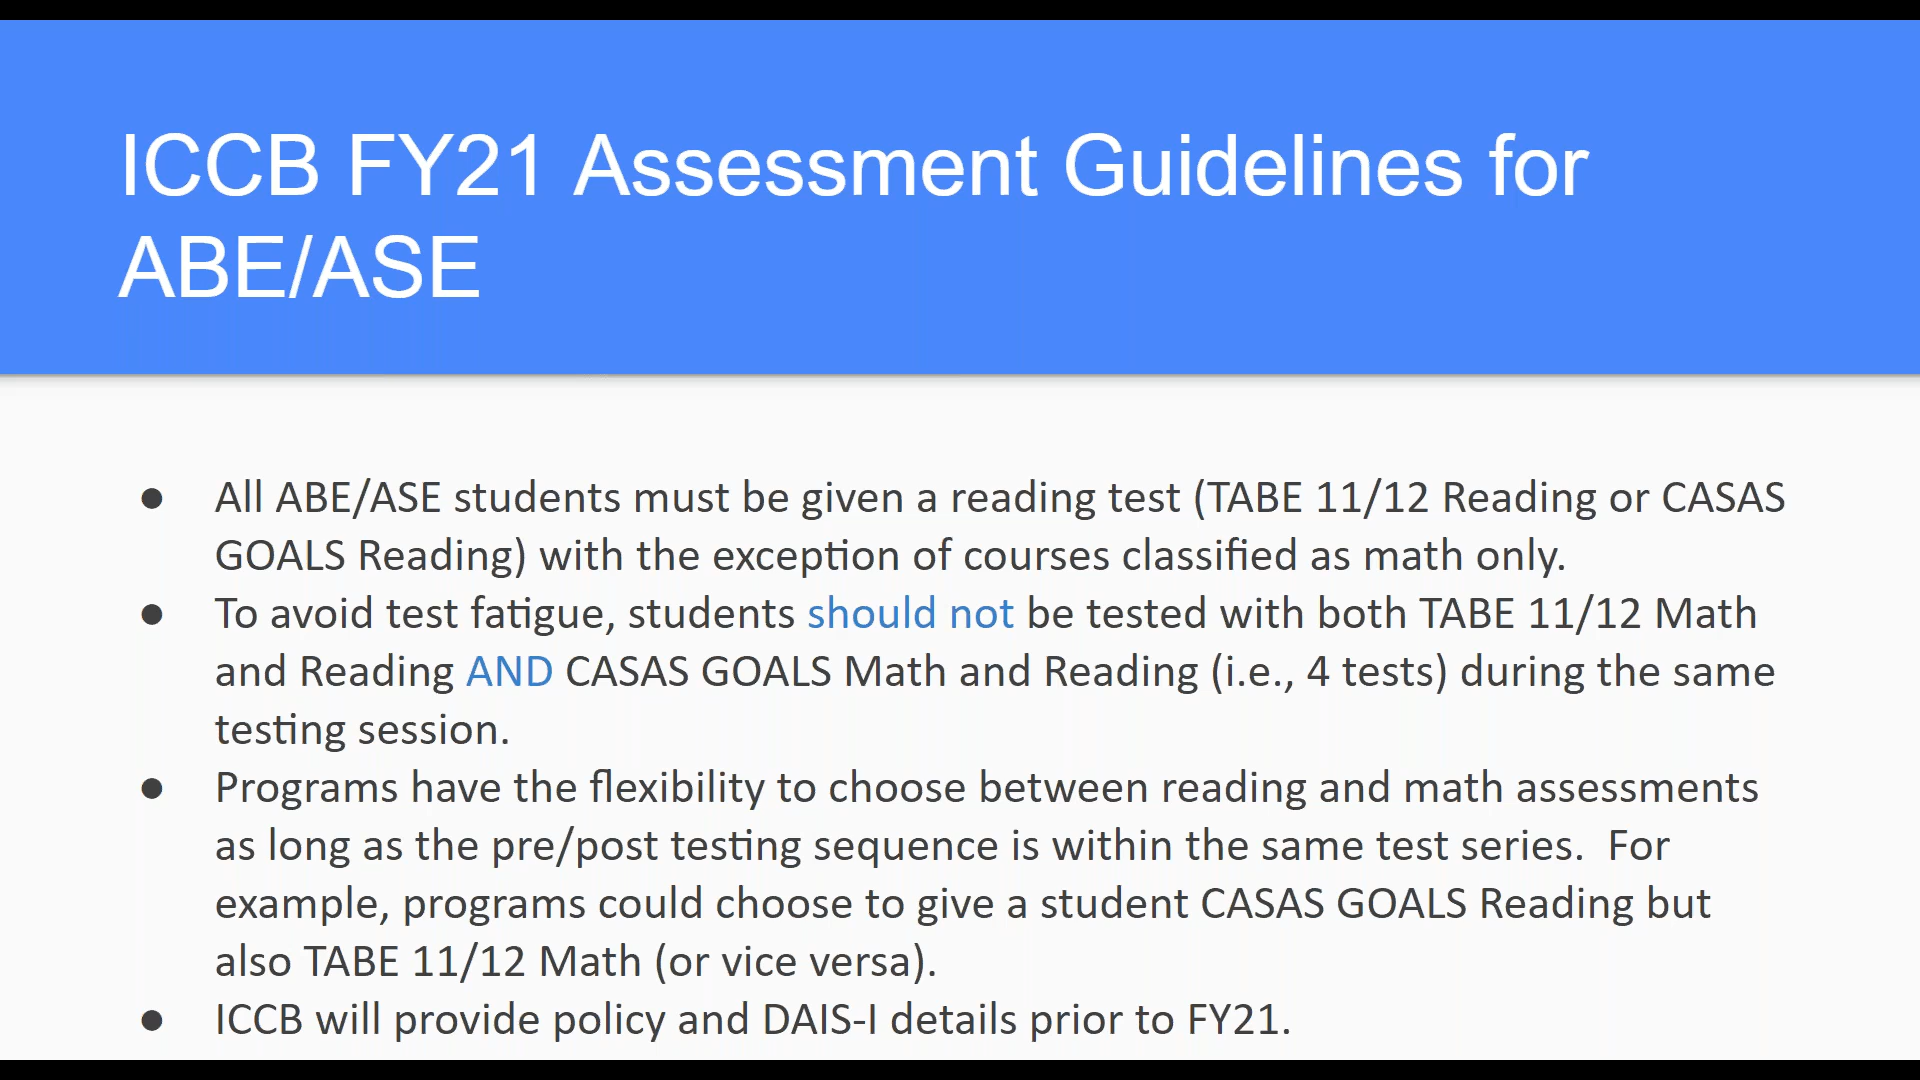 ICCB FY21 Assessment Guidelines for
ABE/ASE
● All ABE/ASE students must be given a reading test (TABE 11/12 Reading or CASAS
GOALS Reading) with the exception of courses classified as math only.
● To avoid test fatigue, students should not be tested with both TABE 11/12 Math
and Reading AND CASAS GOALS Math and Reading (i.e., 4 tests) during the same
testing session.
● Programs have the flexibility to choose between reading and math assessments
as long as the pre/post testing sequence is within the same test series.  For
example, programs could choose to give a student CASAS GOALS Reading but
also TABE 11/12 Math (or vice versa).
● ICCB will provide policy and DAIS-I details prior to FY21.